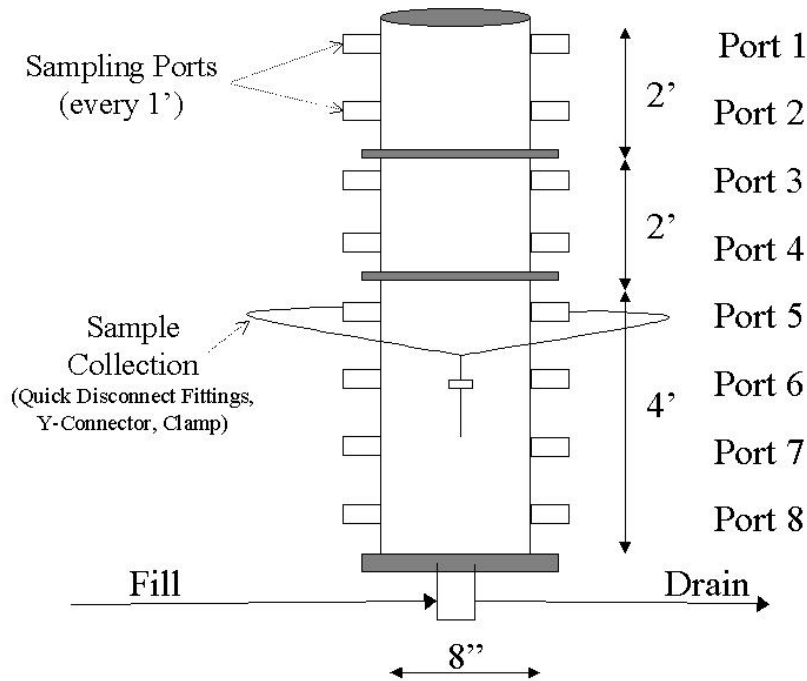 Port 1
Sampling Ports
(every 1’)
2’
Port 2
Port 3
2’
Port 4
Port 5
Sample
Collection
(Quick Disconnect Fittings,
Y-Connector, Clamp)
Port 6
4’
Port 7
Port 8
Fill
Drain
8”